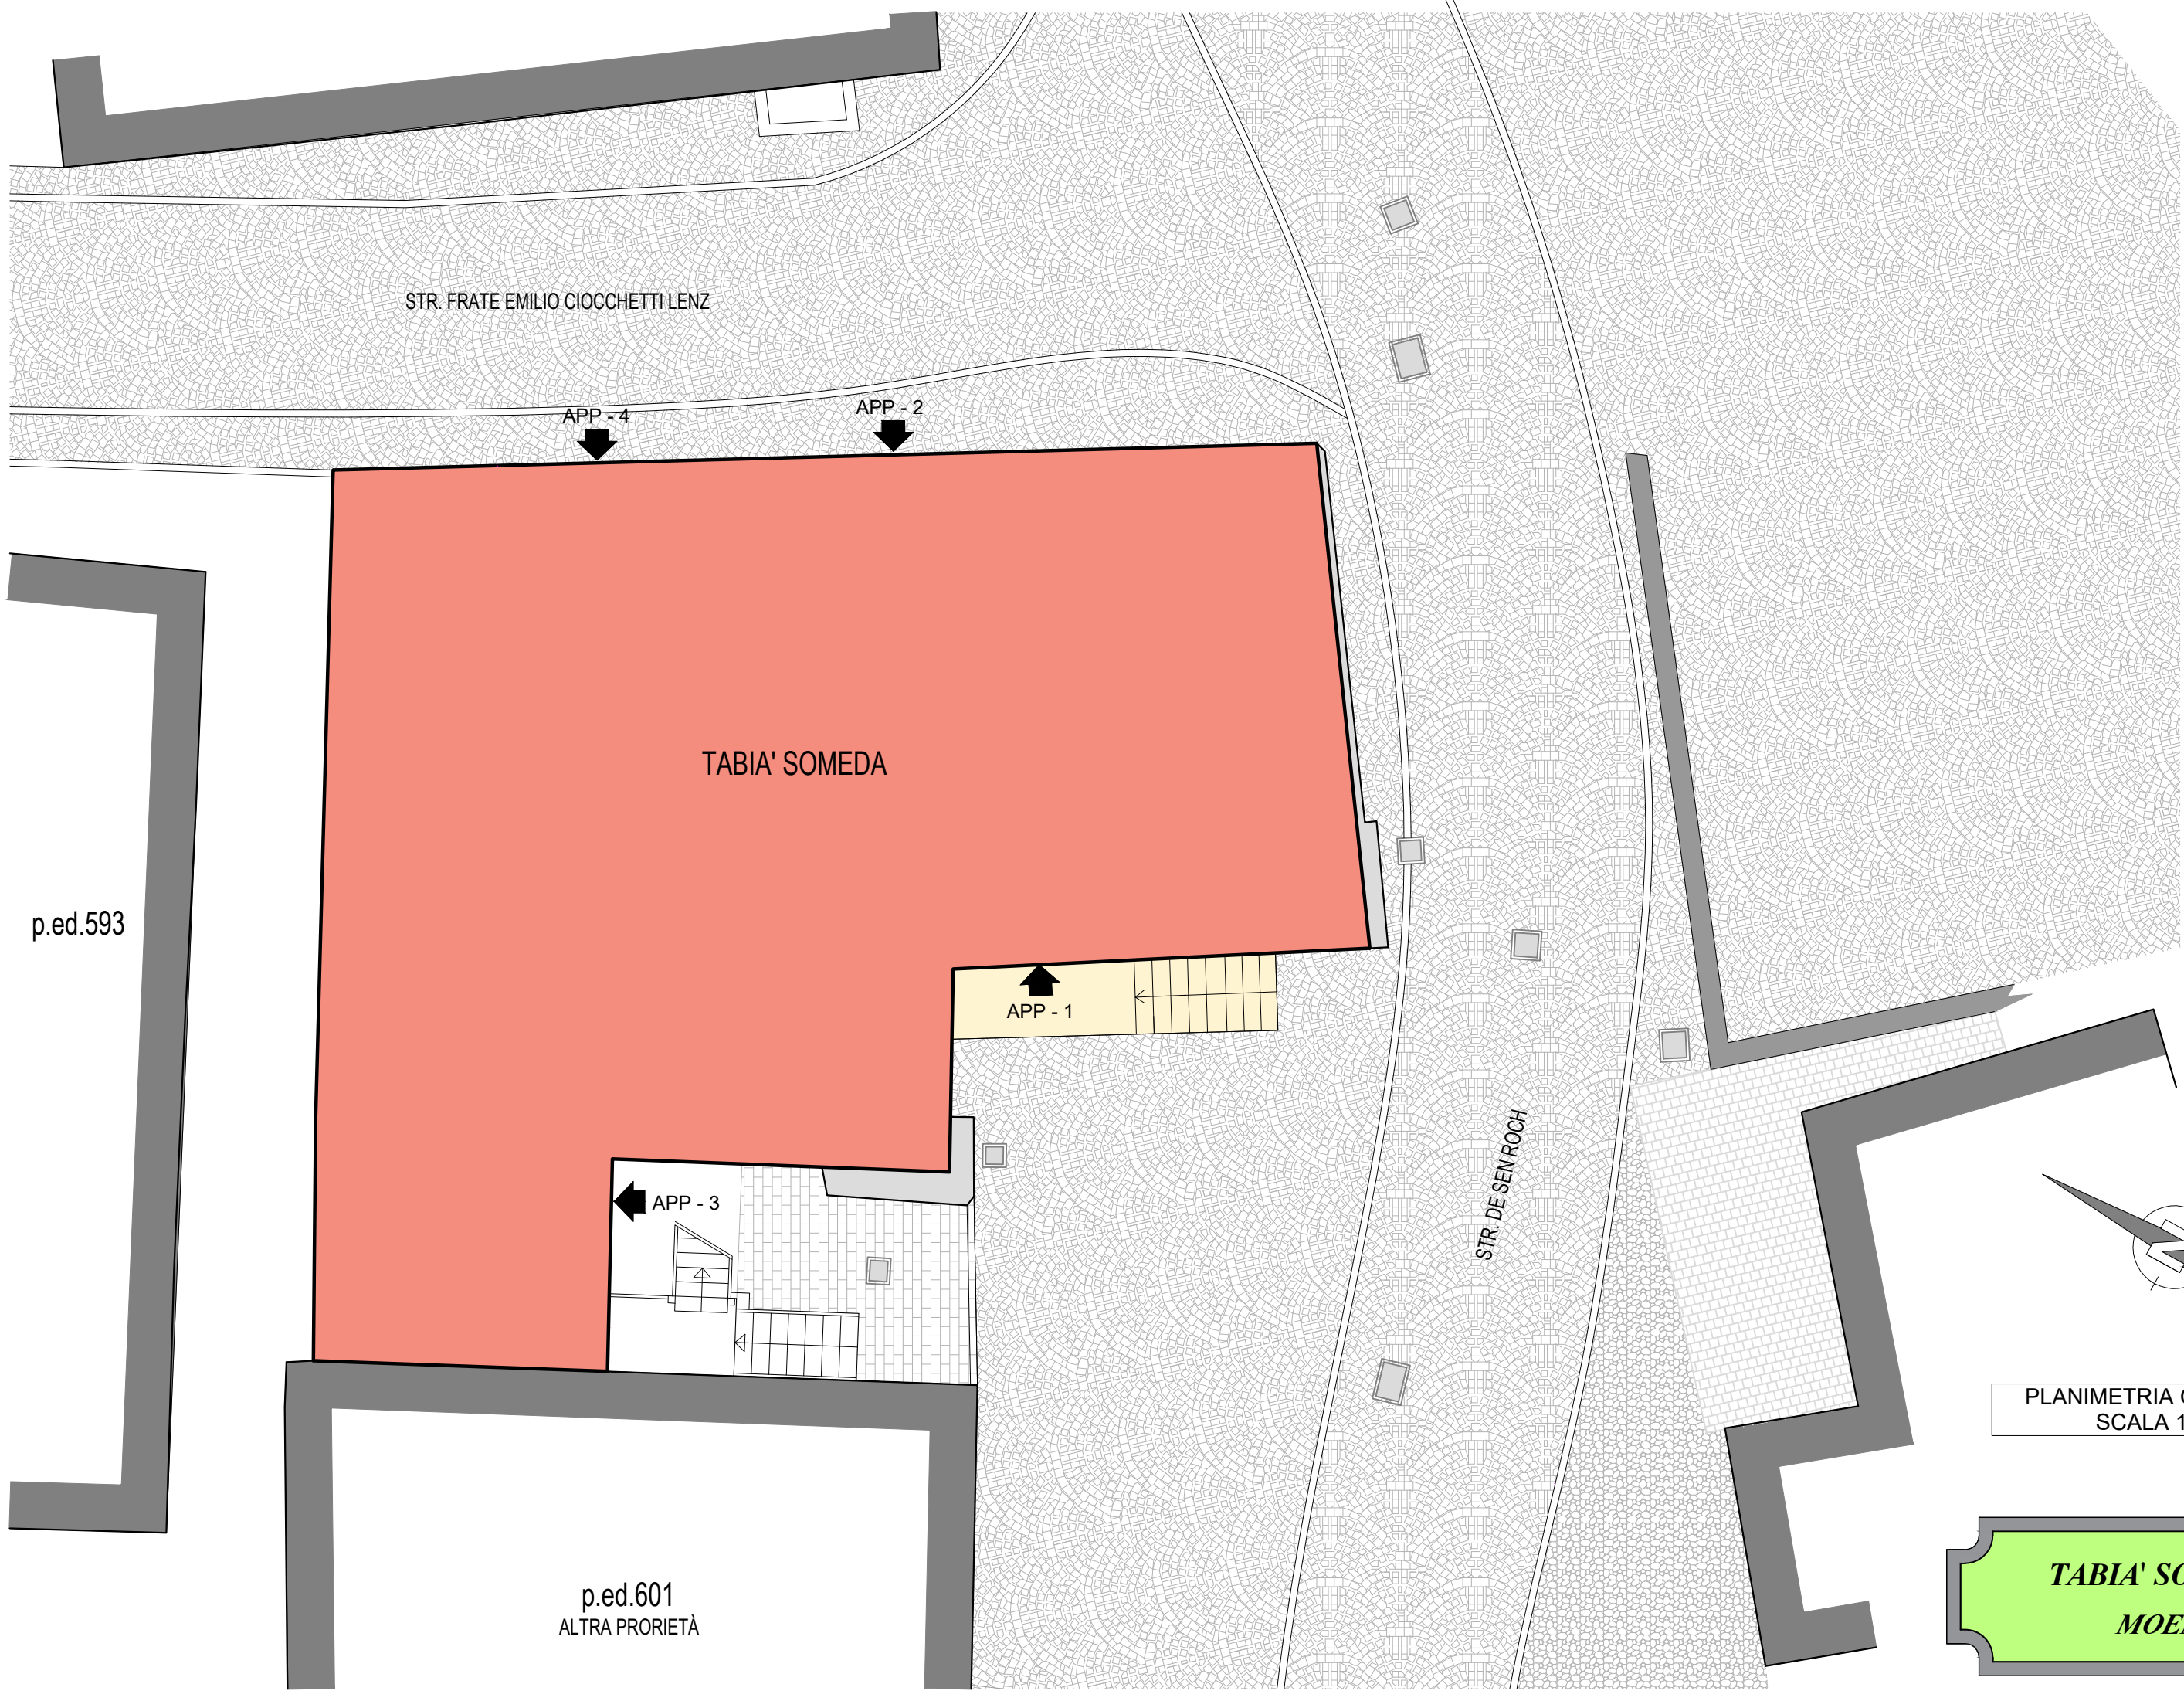 STR. FRATE EMILIO CIOCCHETTI LENZ
APP - 4
APP - 2
TABIA' SOMEDA
p.ed.593
APP - 1
APP - 3
STR. DE SEN ROCH
N
PLANIMETRIA
SCALA 1
TABIA' SO
MOE
p.ed.601
ALTRA PRORIETÀ